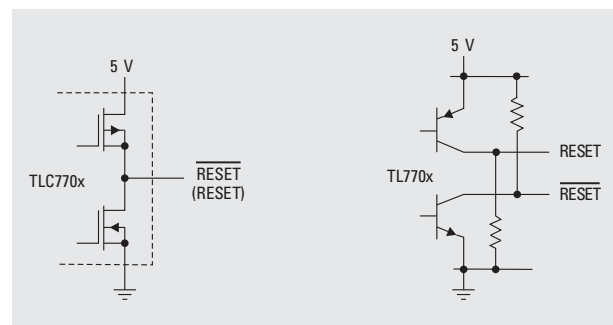 5 V
TLC770x
RESET
(RESET)
5 V
TL770x
RESET
RESET